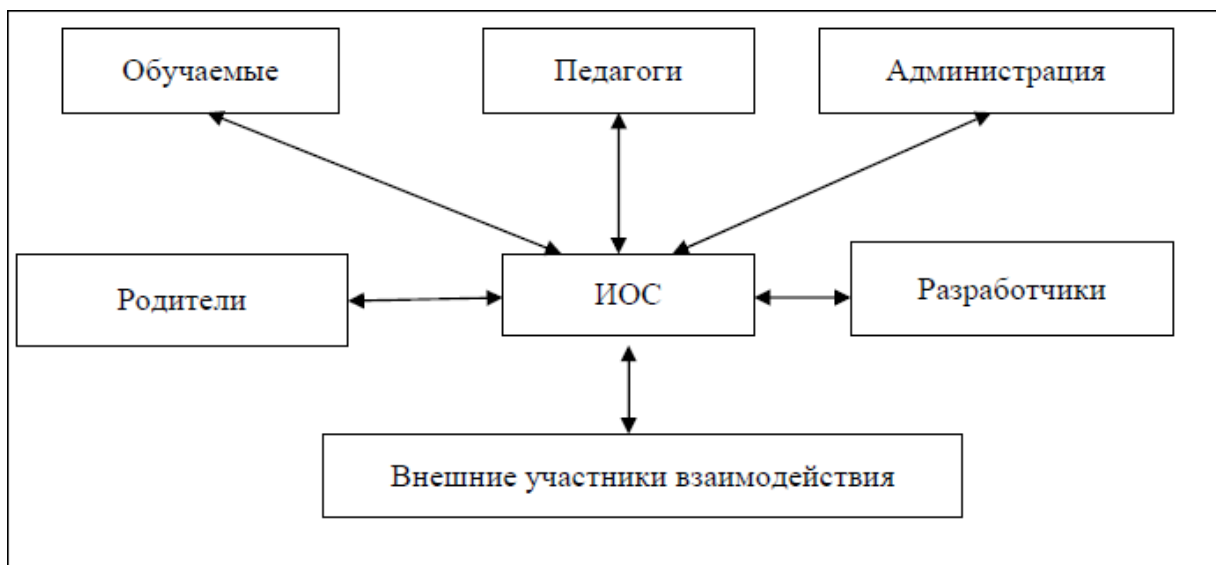 Обучаемые
Педагоги
Администрация
Родители
ИОС
Разработчики
Внешние участники взаимодействия